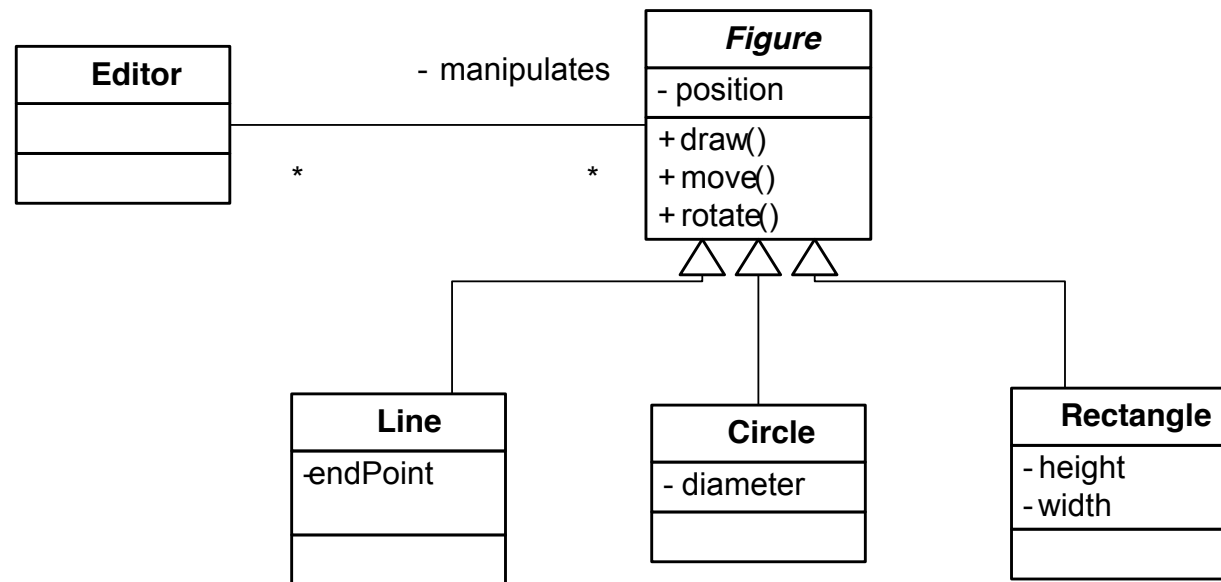 Figure
Editor
- manipulates
- position
+ draw()
+ move()
+ rotate()
* *
Line
-endPoint
Circle
- diameter
Rectangle
- height
- width